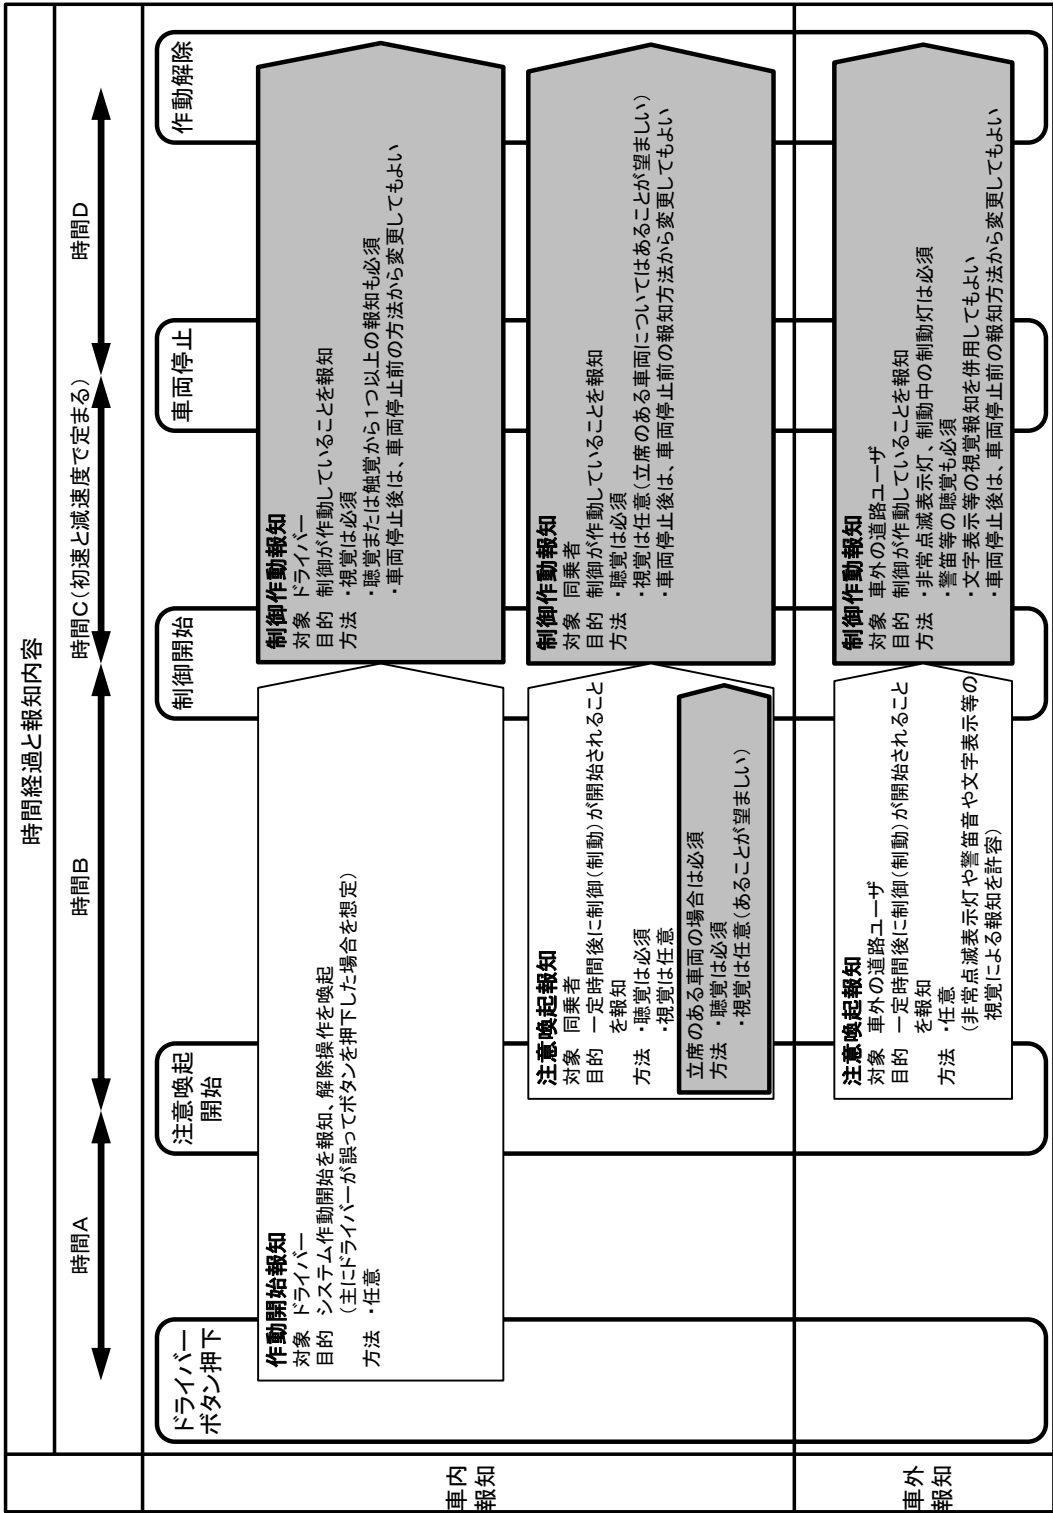 時間経過と報知内容
時間A
時間B
時間C(初速と減速度で定まる)
時間D
ドライバー
ボタン押下
注意喚起
開始
制御開始
車両停止
作動解除
車内
報知
作動開始報知
対象 ドライバー
目的 システム作動開始を報知、解除操作を喚起
(主にドライバーが誤ってボタンを押下した場合を想定)
方法 ・任意
制御作動報知
対象 ドライバー
目的 制御が作動していることを報知
方法 ・視覚は必須
・聴覚または触覚から1つ以上の報知も必須
・車両停止後は、車両停止前の方法から変更してもよい
注意喚起報知
対象 同乗者
目的 一定時間後に制御(制動)が開始されること
を報知
方法 ・聴覚は必須
・視覚は任意
立席のある車両の場合は必須
方法 ・聴覚は必須
・視覚は任意(あることが望ましい)
制御作動報知
対象 同乗者
目的 制御が作動していることを報知
方法 ・聴覚は必須
・視覚は任意(立席のある車両についてはあることが望ましい)
・車両停止後は、車両停止前の報知方法から変更してもよい
車外
報知
注意喚起報知
対象 車外の道路ユーザ
目的 一定時間後に制御(制動)が開始されること
を報知
方法 ・任意
(非常点滅表示灯や警笛音や文字表示等の
視覚による報知を許容)
制御作動報知
対象 車外の道路ユーザ
目的 制御が作動していることを報知
方法 ・非常点滅表示灯、制動中の制動灯は必須
・警笛等の聴覚も必須
・文字表示等の視覚報知を併用してもよい
・車両停止後は、車両停止前の報知方法から変更してもよい